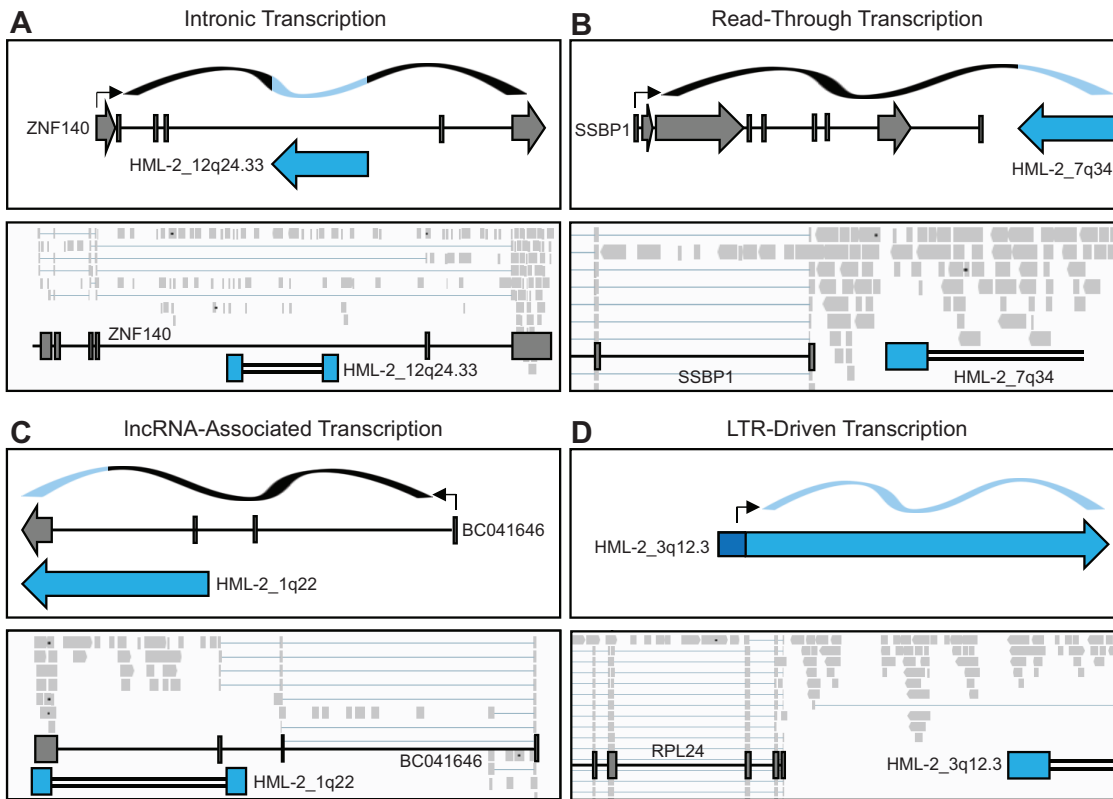 A
Intronic Transcription
ZNF140
HML-2_12q24.33
ZNF140
HML-2_12q24.33
B
Read-Through Transcription
SSBP1
HML-2_7q34
SSBP1
HML-2_7q34
C
lncRNA-Associated Transcription
BC041646
HML-2_1q22
BC041646
HML-2_1q22
D
LTR-Driven Transcription
HML-2_3q12.3
RPL24
HML-2_3q12.3